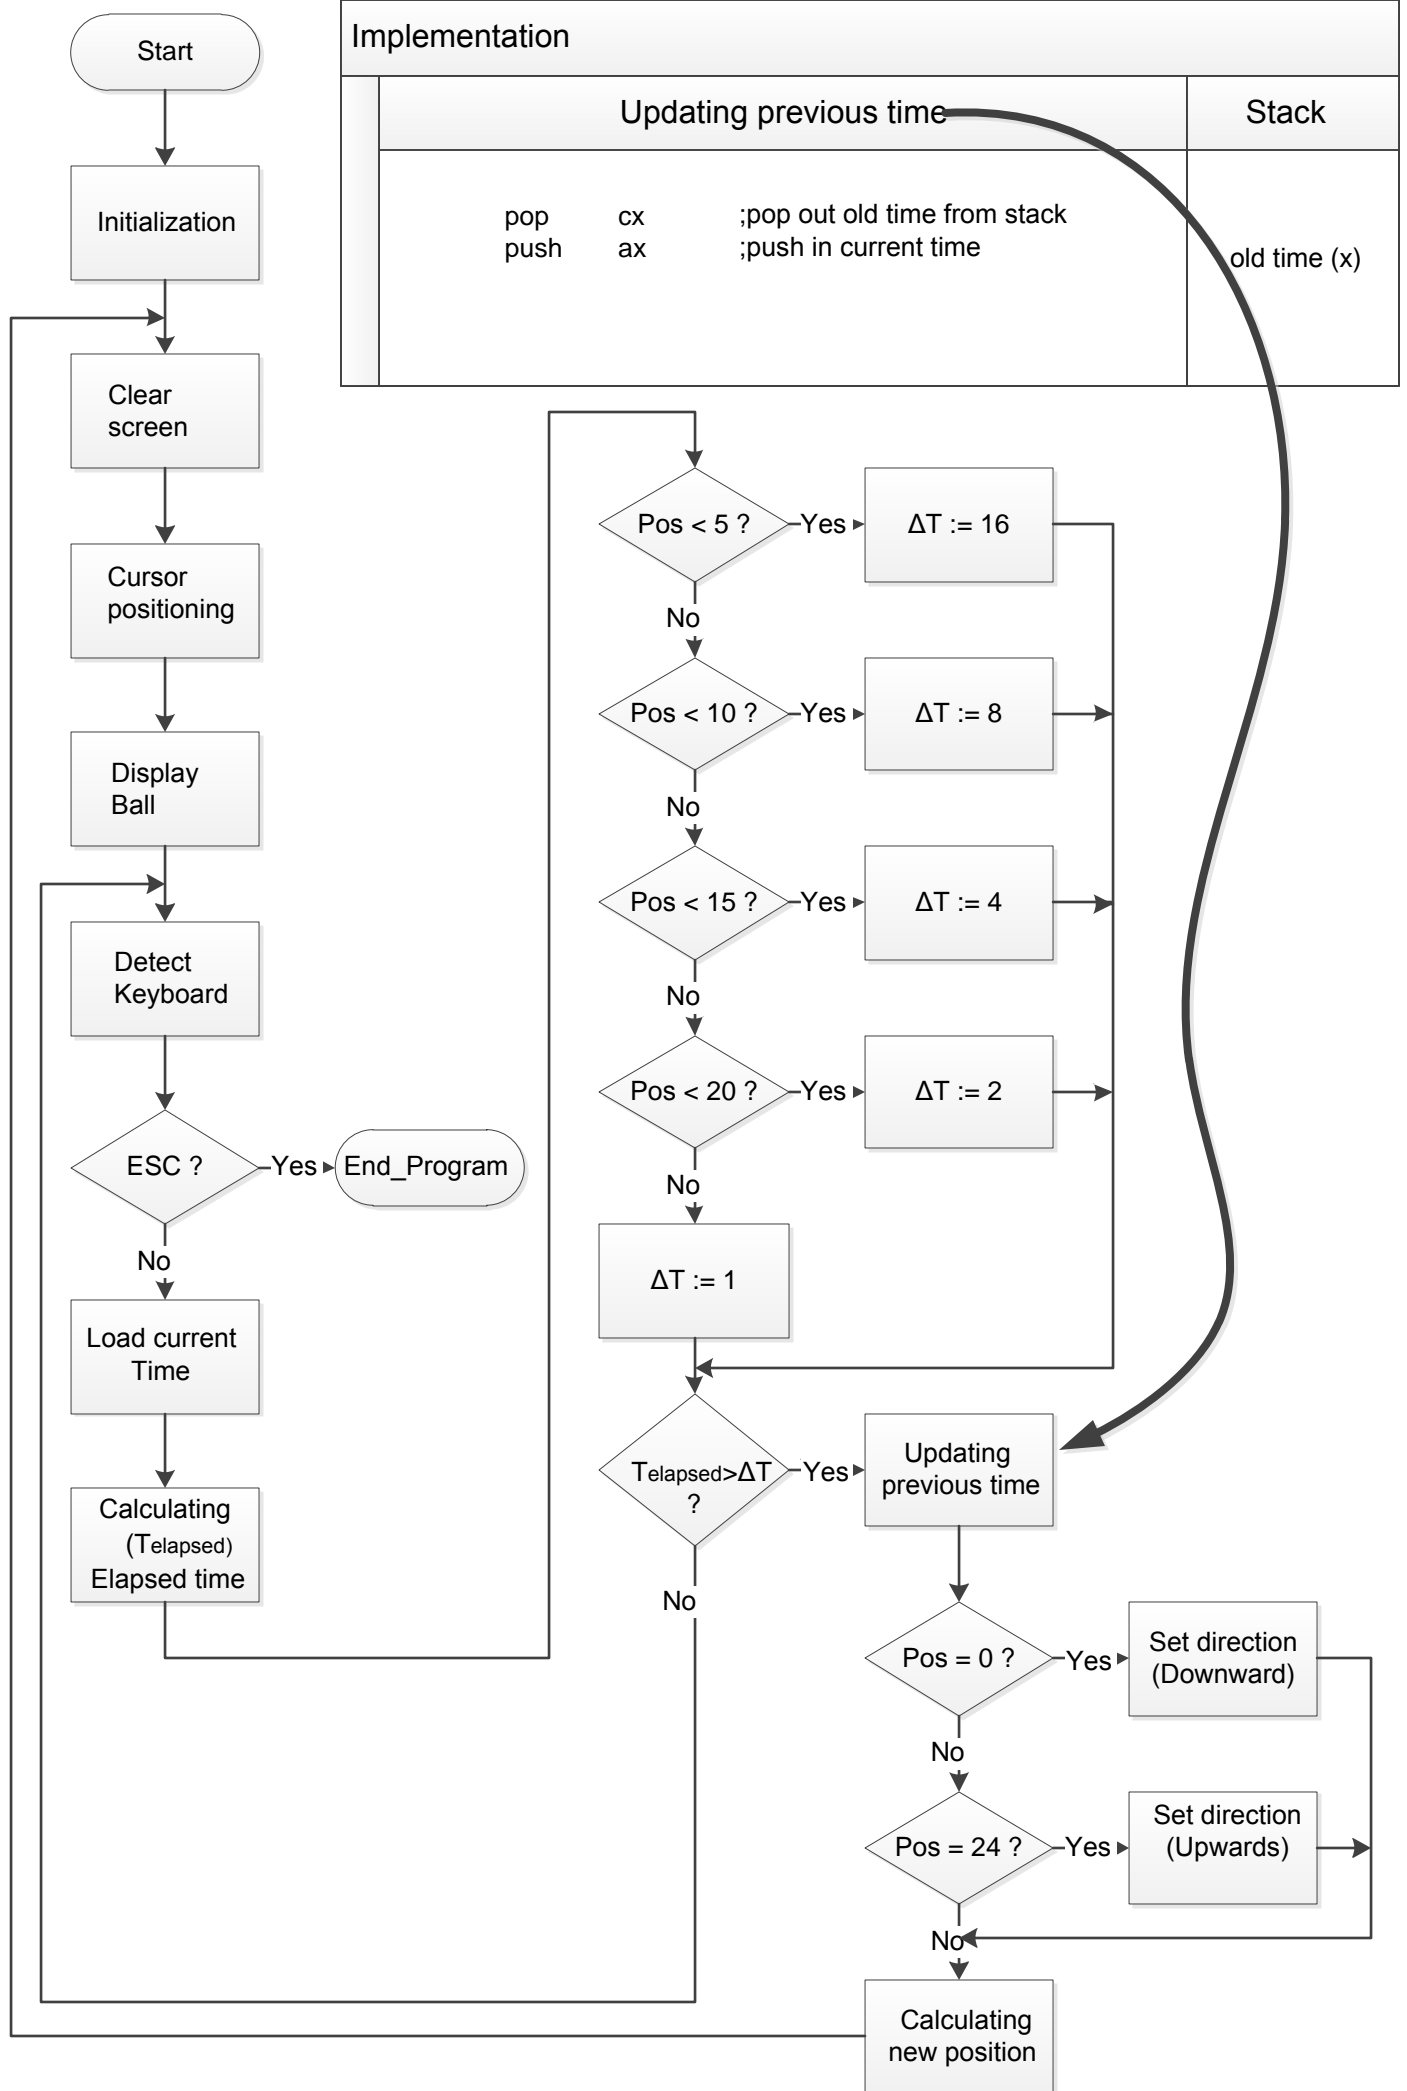 Start
Implementation
Updating previous time
Stack
pop cx ;pop out old time from stack
push ax ;push in current time
old time (x)
Initialization
Clear
screen
Cursor
positioning
Display
Ball
Detect
Keyboard
ESC ?
Yes
End_Program
No
Load current
Time
Calculating
(Telapsed)
Elapsed time
Pos < 5 ?
Yes
ΔT := 16
No
Pos < 10 ?
Yes
ΔT := 8
No
Pos < 15 ?
Yes
ΔT := 4
No
Pos < 20 ?
Yes
ΔT := 2
No
ΔT := 1
Telapsed>ΔT
?
Yes
No
Updating
previous time
Pos = 0 ?
Yes
Set direction
(Downward)
No
Pos = 24 ?
Yes
Set direction
(Upwards)
No
Calculating
new position